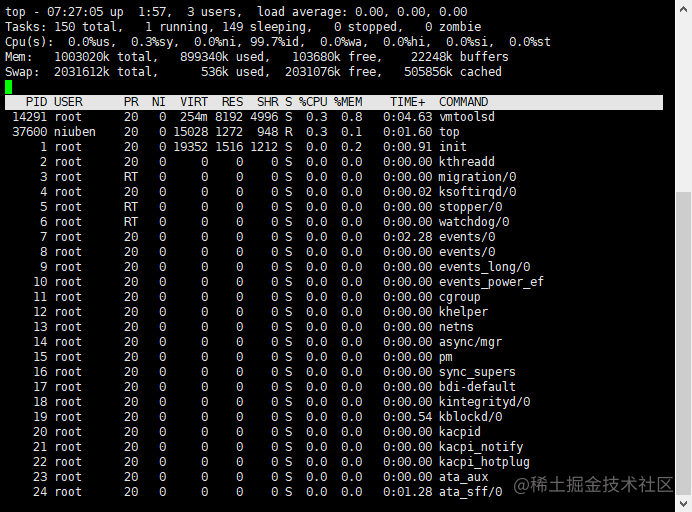 top - 07:27:05 up  1:57,  3 users,  load average: 0.00, 0.00, 0.00
Tasks: 150 total,   1 running, 149 sleeping,   0 stopped,   0 zombie
Cpu(s):  0.0%us,  0.3%sy,  0.0%ni, 99.7%id,  0.0%wa,  0.0%hi,  0.0%si,  0.0%st
Mem:   1003020k total,   899340k used,   103680k free,    22248k buffers
Swap:  2031612k total,      536k used,  2031076k free,   505856k cached
PID USER      PR  NI  VIRT  RES  SHR S %CPU %MEM    TIME+  COMMAND
14291 root      20   0  254m 8192 4996 S  0.3  0.8   0:04.63 vmtoolsd
37600 niuben    20   0 15028 1272  948 R  0.3  0.1   0:01.60 top
1 root      20   0 19352 1516 1212 S  0.0  0.2   0:00.91 init
2 root      20   0     0    0    0 S  0.0  0.0   0:00.00 kthreadd
3 root      RT   0     0    0    0 S  0.0  0.0   0:00.00 migration/0
4 root      20   0     0    0    0 S  0.0  0.0   0:00.02 ksoftirqd/0
5 root      RT   0     0    0    0 S  0.0  0.0   0:00.00 stopper/0
6 root      RT   0     0    0    0 S  0.0  0.0   0:00.00 watchdog/0
7 root      20   0     0    0    0 S  0.0  0.0   0:02.28 events/0
8 root      20   0     0    0    0 S  0.0  0.0   0:00.00 events/0
9 root      20   0     0    0    0 S  0.0  0.0   0:00.00 events_long/0
10 root      20   0     0    0    0 S  0.0  0.0   0:00.00 events_power_ef
11 root      20   0     0    0    0 S  0.0  0.0   0:00.00 cgroup
12 root      20   0     0    0    0 S  0.0  0.0   0:00.00 khelper
13 root      20   0     0    0    0 S  0.0  0.0   0:00.00 netns
14 root      20   0     0    0    0 S  0.0  0.0   0:00.00 async/mgr
15 root      20   0     0    0    0 S  0.0  0.0   0:00.00 pm
16 root      20   0     0    0    0 S  0.0  0.0   0:00.00 sync_supers
17 root      20   0     0    0    0 S  0.0  0.0   0:00.00 bdi-default
18 root      20   0     0    0    0 S  0.0  0.0   0:00.00 kintegrityd/0
19 root      20   0     0    0    0 S  0.0  0.0   0:00.54 kblockd/0
20 root      20   0     0    0    0 S  0.0  0.0   0:00.00 kacpid
21 root      20   0     0    0    0 S  0.0  0.0   0:00.00 kacpi_notify
22 root      20   0     0    0    0 S  0.0  0.0   0:00.00 kacpi_hotplug
23 root      20   0     0    0    0 S  0.0  0.0   0:00.00 ata_aux
24 root      20   0     0    0    0 S  0.0  0.0   0:01.28 ata_sff/0
@稀土掘金技术社区